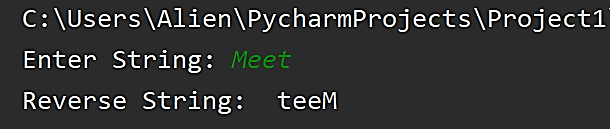 C:\Users\Alien\PycharmProjects\Project1
Enter String: Meet
Reverse String:  teeM